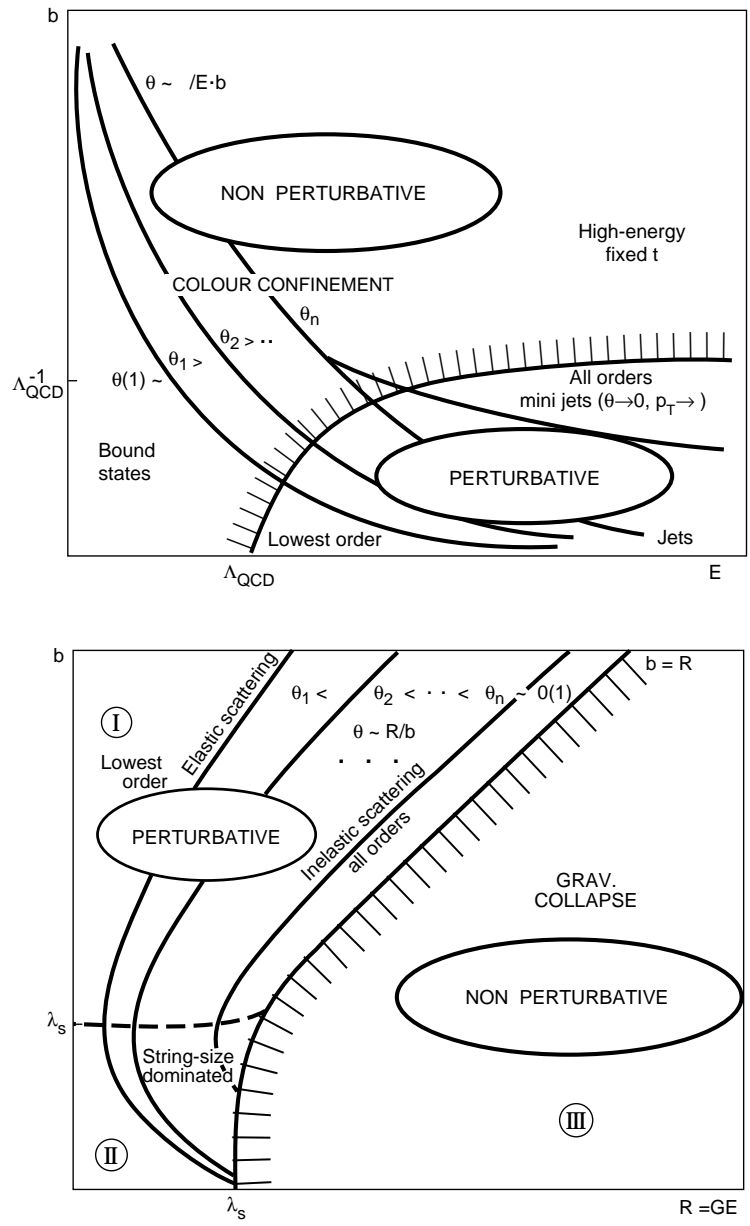 b
θ ~ /E·b
NON PERTURBATIVE
High-energy
fixed t
COLOUR CONFINEMENT
θn
θ2 > ··
θ(1) ~ θ1 >
Λ-1QCD
All orders
mini jets (θ→0, pT→ )
Bound
states
PERTURBATIVE
Lowest order
Jets
ΛQCD
E
b
b = R
θ1 < θ2 < · · < θn ~ 0(1)
Elastic scattering
I
θ ~ R/b
· · ·
Lowest
order
PERTURBATIVE
Inelastic scattering
all orders
GRAV.
COLLAPSE
NON PERTURBATIVE
λs
String-size
dominated
II
III
λs
R =GE